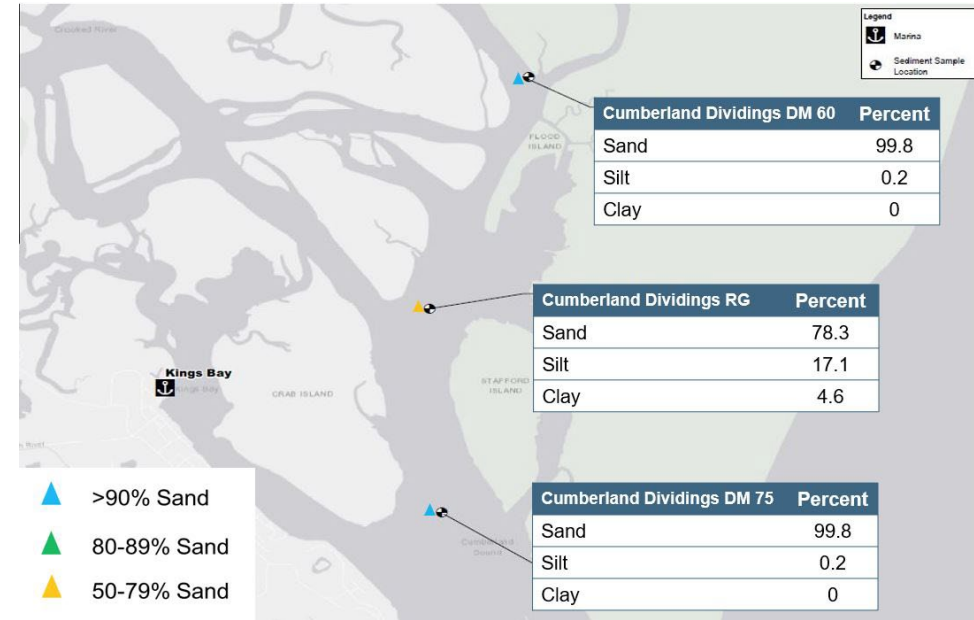 Crooked River
Legend
Marina
Sediment Sample
Location
FLOOD
ISLAND
Cumberland Dividings DM 60 Percent
Sand 99.8
Silt 0.2
Clay 0
Cumberland Dividings RG Percent
Sand 78.3
Silt 17.1
Clay 4.6
Kings Bay
Kings Bay
CRAB ISLAND
STAFFORD
ISLAND
>90% Sand
80-89% Sand
50-79% Sand
Cumberland Dividings DM 75 Percent
Sand 99.8
Silt 0.2
Clay 0
Cumberland
Sound